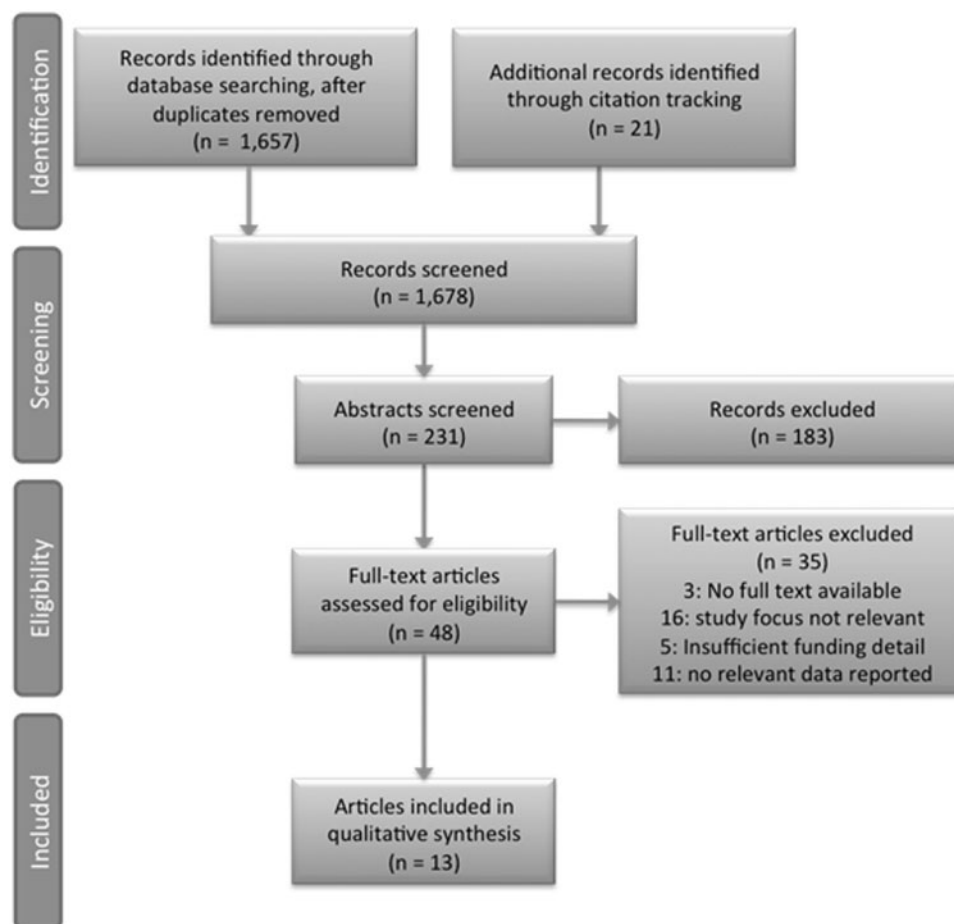 Identification
Records identified through
database searching, after
duplicates removed
(n = 1,657)
Additional records identified
through citation tracking
(n = 21)
Screening
Records screened
(n = 1,678)
Abstracts screened
(n = 231)
Records excluded
(n = 183)
Eligibility
Full-text articles
assessed for eligibility
(n = 48)
Full-text articles excluded
(n = 35)
3: No full text available
16: study focus not relevant
5: Insufficient funding detail
11: no relevant data reported
Included
Articles included in
qualitative synthesis
(n = 13)